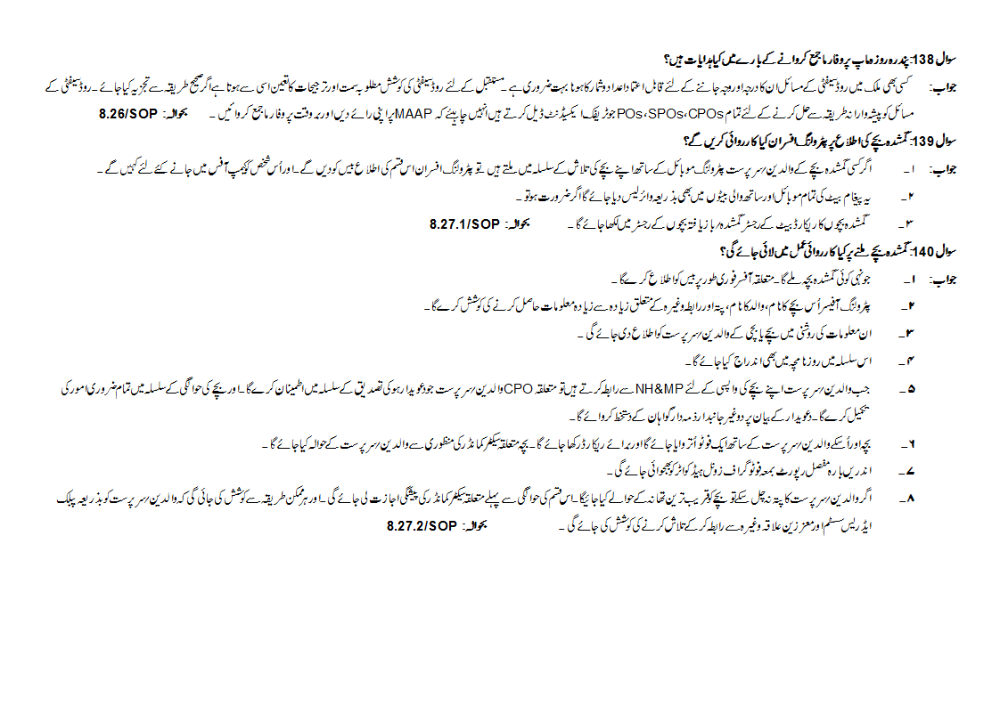 سوال 138: پندرہ روزہ ماپ پروفارما جمع کروانے کے بارے میں کیا ہدایات ہیں؟
جواب: کسی بھی ملک میں روڈ سیفٹی کے مسائل ان کا درجہ اور وجہ جاننے کے لئے قابل اعتماد اعداد و شمار کا ہونا بہت ضروری ہے ۔ مستقبل کے لئے روڈ سیفٹی کی کوشش مطلوبہ سمت اور ترجیحات کا تعین اسی سے ہوتا ہے اگر صحیح طریقہ سے تجزیہ کیا جائے ۔ روڈ سیفٹی کے
مسائل کو پیشہ وارانہ طریقہ سے حل کرنے کے لئے تمام POs، SPOs، CPOs جو ٹریفک ایکسیڈنٹ ڈیل کرتے ہیں انہیں چاہیئے کہ MAAP پر اپنی رائے دیں اور بروقت پروفارما جمع کروائیں ۔ بحوالہ: 8.26/SOP
سوال 139: گمشدہ بچے کی اطلاع پر پٹرولنگ افسران کیا کارروائی کریں گے؟
جواب: ۱۔ اگر کسی گمشدہ بچے کے والدین/سرپرست پٹرولنگ موبائل کے ساتھ اپنے بچے کی تلاش کے سلسلہ میں ملتے ہیں تو پٹرولنگ افسران اس قسم کی اطلاع بیس کو دیں گے ۔ اور اُس شخص کو کیمپ آفس میں جانے کے لئے کہیں گے ۔
۲۔ یہ پیغام بیٹ کی تمام موبائل اور ساتھ والی بیٹوں میں بھی بذریعہ وائرلیس دیا جائے گا اگر ضرورت ہو تو ۔
۳۔ گمشدہ بچوں کا ریکارڈ بیٹ کے رجسٹر گمشدہ/بازیافتہ بچوں کے رجسٹر میں لکھا جائے گا ۔ بحوالہ: 8.27.1/SOP
سوال 140: گمشدہ بچے ملنے پر کیا کارروائی عمل میں لائی جائے گی؟
جواب: ۱۔ جونہی کوئی گمشدہ بچہ ملے گا ۔ متعلقہ آفسر فوری طور پر بیس کو اطلاع کرے گا ۔
۲۔ پٹرولنگ آفیسر اُس بچے کا نام، والد کا نام، پتہ اور رابطہ وغیرہ کے متعلق زیادہ سے زیادہ معلومات حاصل کرنے کی کوشش کرے گا ۔
۳۔ ان معلومات کی روشنی میں بچے یا بچی کے والدین/سرپرست کو اطلاع دی جائے گی ۔
۴۔ اس سلسلہ میں روزنامچہ میں بھی اندراج کیا جائے گا ۔
۵۔ جب والدین/سرپرست اپنے بچے کی واپسی کے لئے NH&MP سے رابطہ کرتے ہیں تو متعلقہ CPO والدین/سرپرست جو دعویدار ہو کی تصدیق کے سلسلہ میں اطمینان کرے گا ۔ اور بچے کی حوالگی کے سلسلہ میں تمام ضروری امور کی
تکمیل کرے گا ۔ دعویدار کے بیان پر دو غیر جانبدار ذمہ دار گواہان کے دستخط کروائے گا ۔
۶۔ بچہ اور اُسکے والدین/سرپرست کے ساتھ ایک فوٹو اُتروایا جائے گا اور برائے ریکارڈ رکھا جائے گا ۔ بچہ متعلقہ سیکٹر کمانڈر کی منظوری سے والدین/سرپرست کے حوالہ کیا جائے گا ۔
۷۔ اندریں بارہ مفصل رپورٹ بمعہ فوٹوگراف زونل ہیڈکوارٹر کو بھجوائی جائے گی ۔
۸۔ اگر والدین/سرپرست کا پتہ نہ چل سکے تو بچے کو قریب ترین تھانہ کے حوالے کیا جائیگا ۔ اس قسم کی حوالگی سے پہلے متعلقہ سیکٹر کمانڈر کی پیشگی اجازت لی جائے گی ۔ اور ہر ممکن طریقہ سے کوشش کی جائی گی کہ والدین/سرپرست کو بذریعہ پبلک
ایڈریس سسٹم اور معززین علاقہ وغیرہ سے رابطہ کر کے تلاش کرنے کی کوشش کی جائے گی ۔ بحوالہ: 8.27.2/SOP